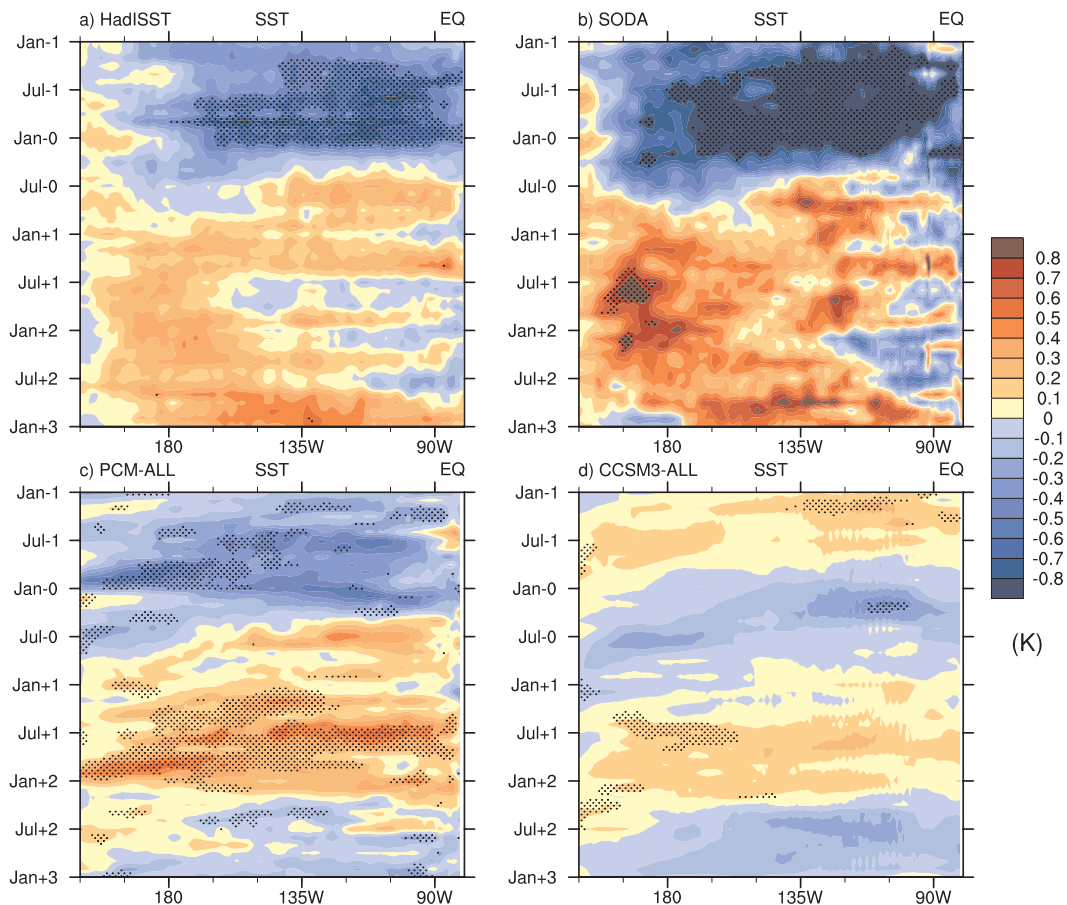 a) HadISST SST EQ
b) SODA SST EQ
Jan-1
Jul-1
Jan-0
Jul-0
Jan+1
Jul+1
Jan+2
Jul+2
Jan+3
180 135W 90W
Jan-1
Jul-1
Jan-0
Jul-0
Jan+1
Jul+1
Jan+2
Jul+2
Jan+3
180 135W 90W
c) PCM-ALL SST EQ
d) CCSM3-ALL SST EQ
Jan-1
Jul-1
Jan-0
Jul-0
Jan+1
Jul+1
Jan+2
Jul+2
Jan+3
180 135W 90W
Jan-1
Jul-1
Jan-0
Jul-0
Jan+1
Jul+1
Jan+2
Jul+2
Jan+3
180 135W 90W
0.8
0.7
0.6
0.5
0.4
0.3
0.2
0.1
0
-0.1
-0.2
-0.3
-0.4
-0.5
-0.6
-0.7
-0.8
(K)